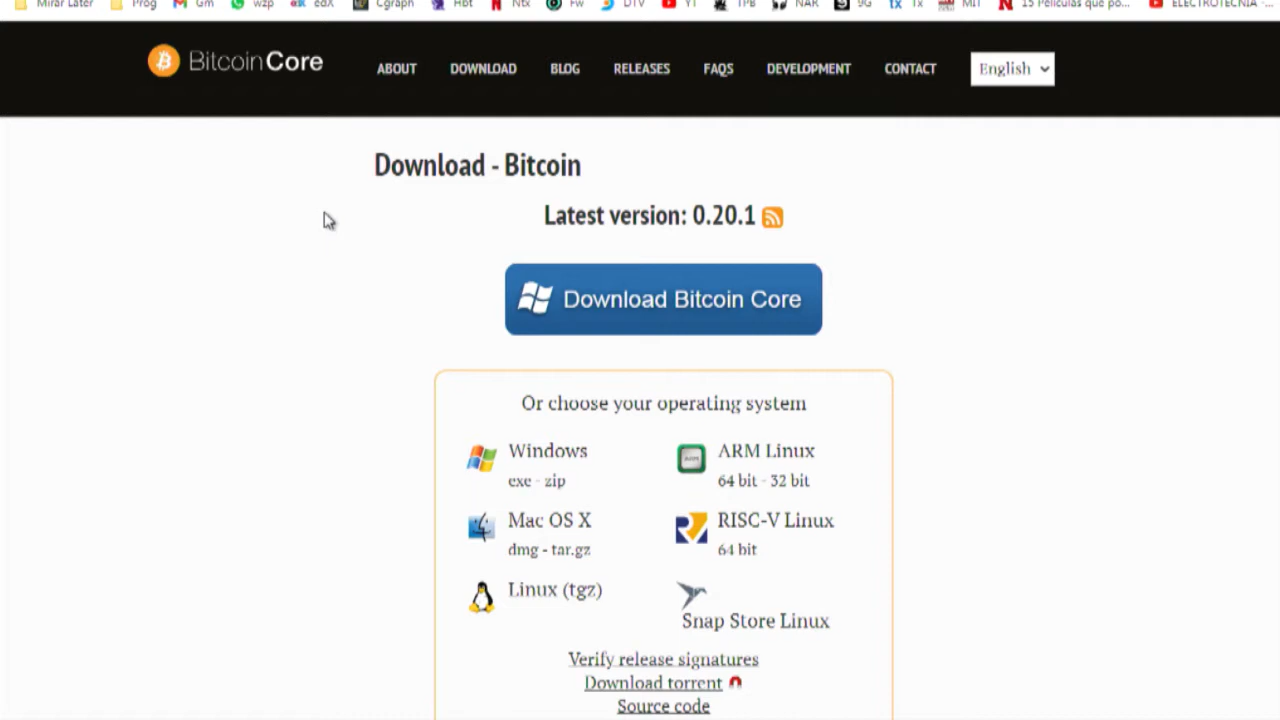 Mirar Later Prog Gm wzp edX Cgraph Hbt Ntx Fw DTV YT TPB NAR 9G Tx MIT 15 Películas que po... ELECTROTECNIA -...
BitcoinCore ABOUT DOWNLOAD BLOG RELEASES FAQS DEVELOPMENT CONTACT English
Download - Bitcoin
Latest version: 0.20.1
Download Bitcoin Core
Or choose your operating system
Windows
exe - zip
ARM Linux
64 bit - 32 bit
Mac OS X
dmg - tar.gz
RISC-V Linux
64 bit
Linux (tgz)
Snap Store Linux
Verify release signatures
Download torrent
Source code